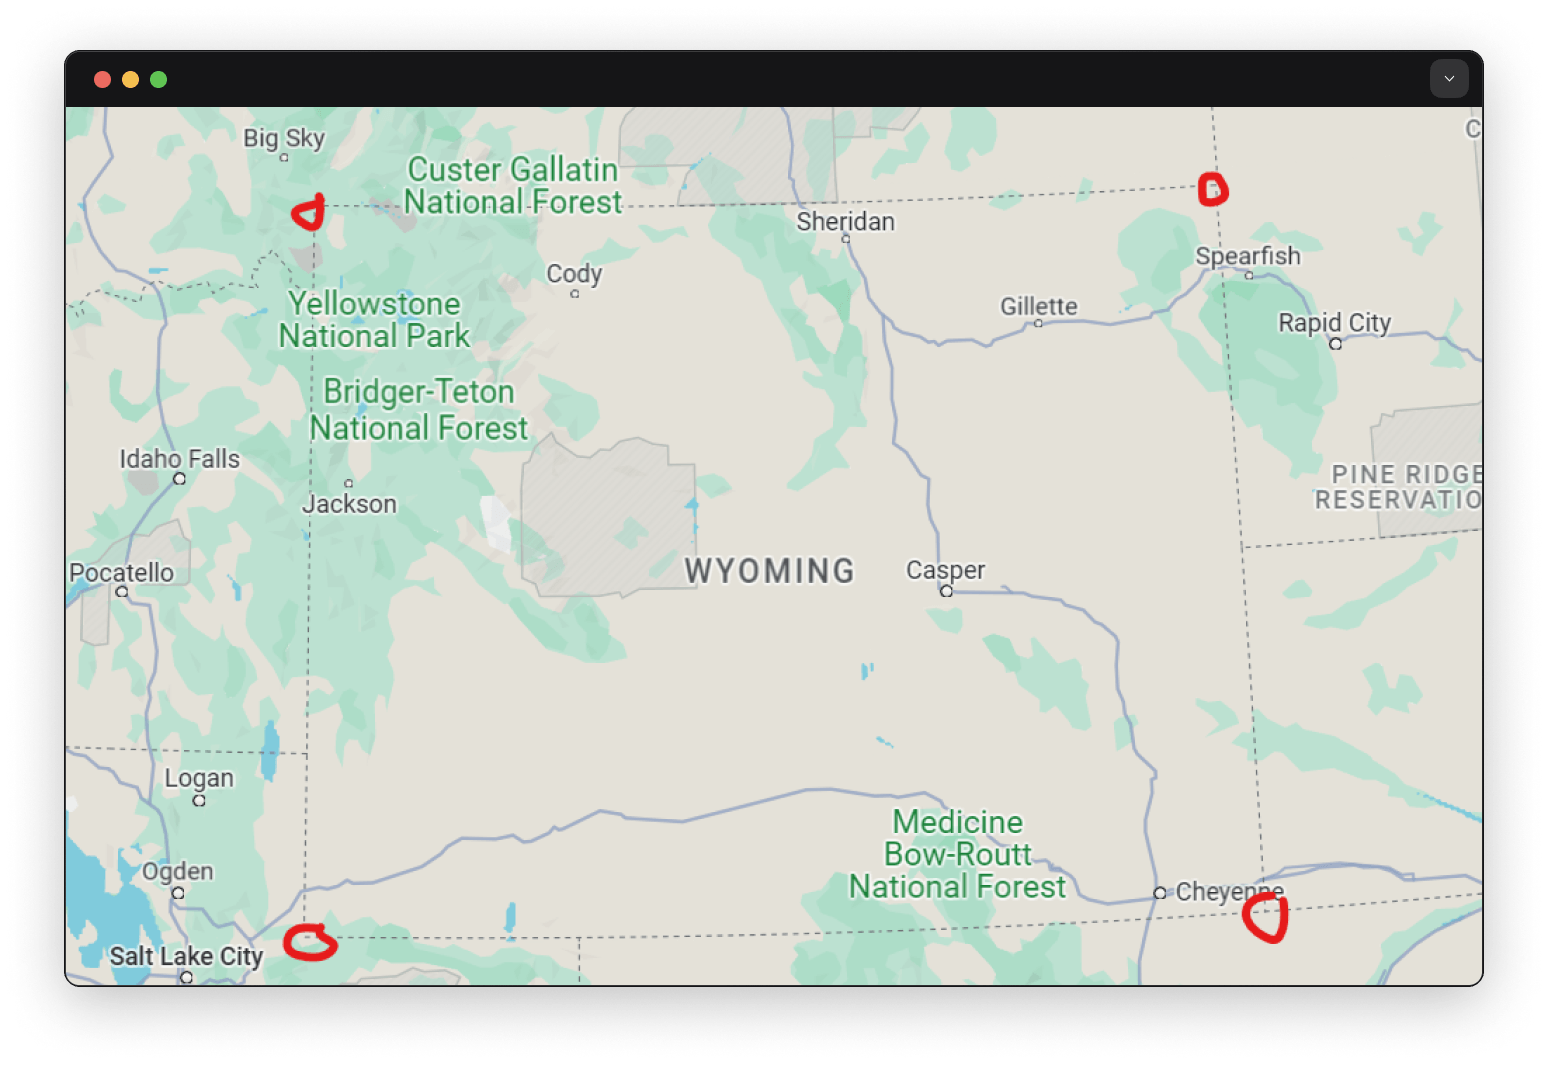 Big Sky
C
Custer Gallatin
National Forest
Sheridan
Spearfish
Cody
Gillette
Yellowstone
National Park
Rapid City
Bridger-Teton
National Forest
Idaho Falls
PINE RIDGE
RESERVATIO
Jackson
WYOMING
Casper
Pocatello
Logan
Medicine
Bow-Routt
National Forest
Ogden
Cheyenne
Salt Lake City